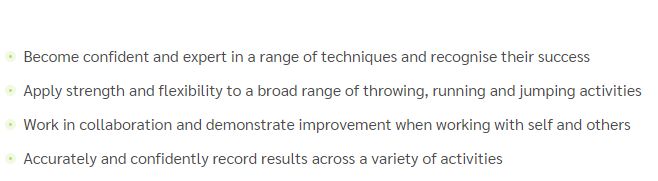 Become confident and expert in a range of techniques and recognise their success
Apply strength and flexibility to a broad range of throwing, running and jumping activities
Work in collaboration and demonstrate improvement when working with self and others
Accurately and confidently record results across a variety of activities